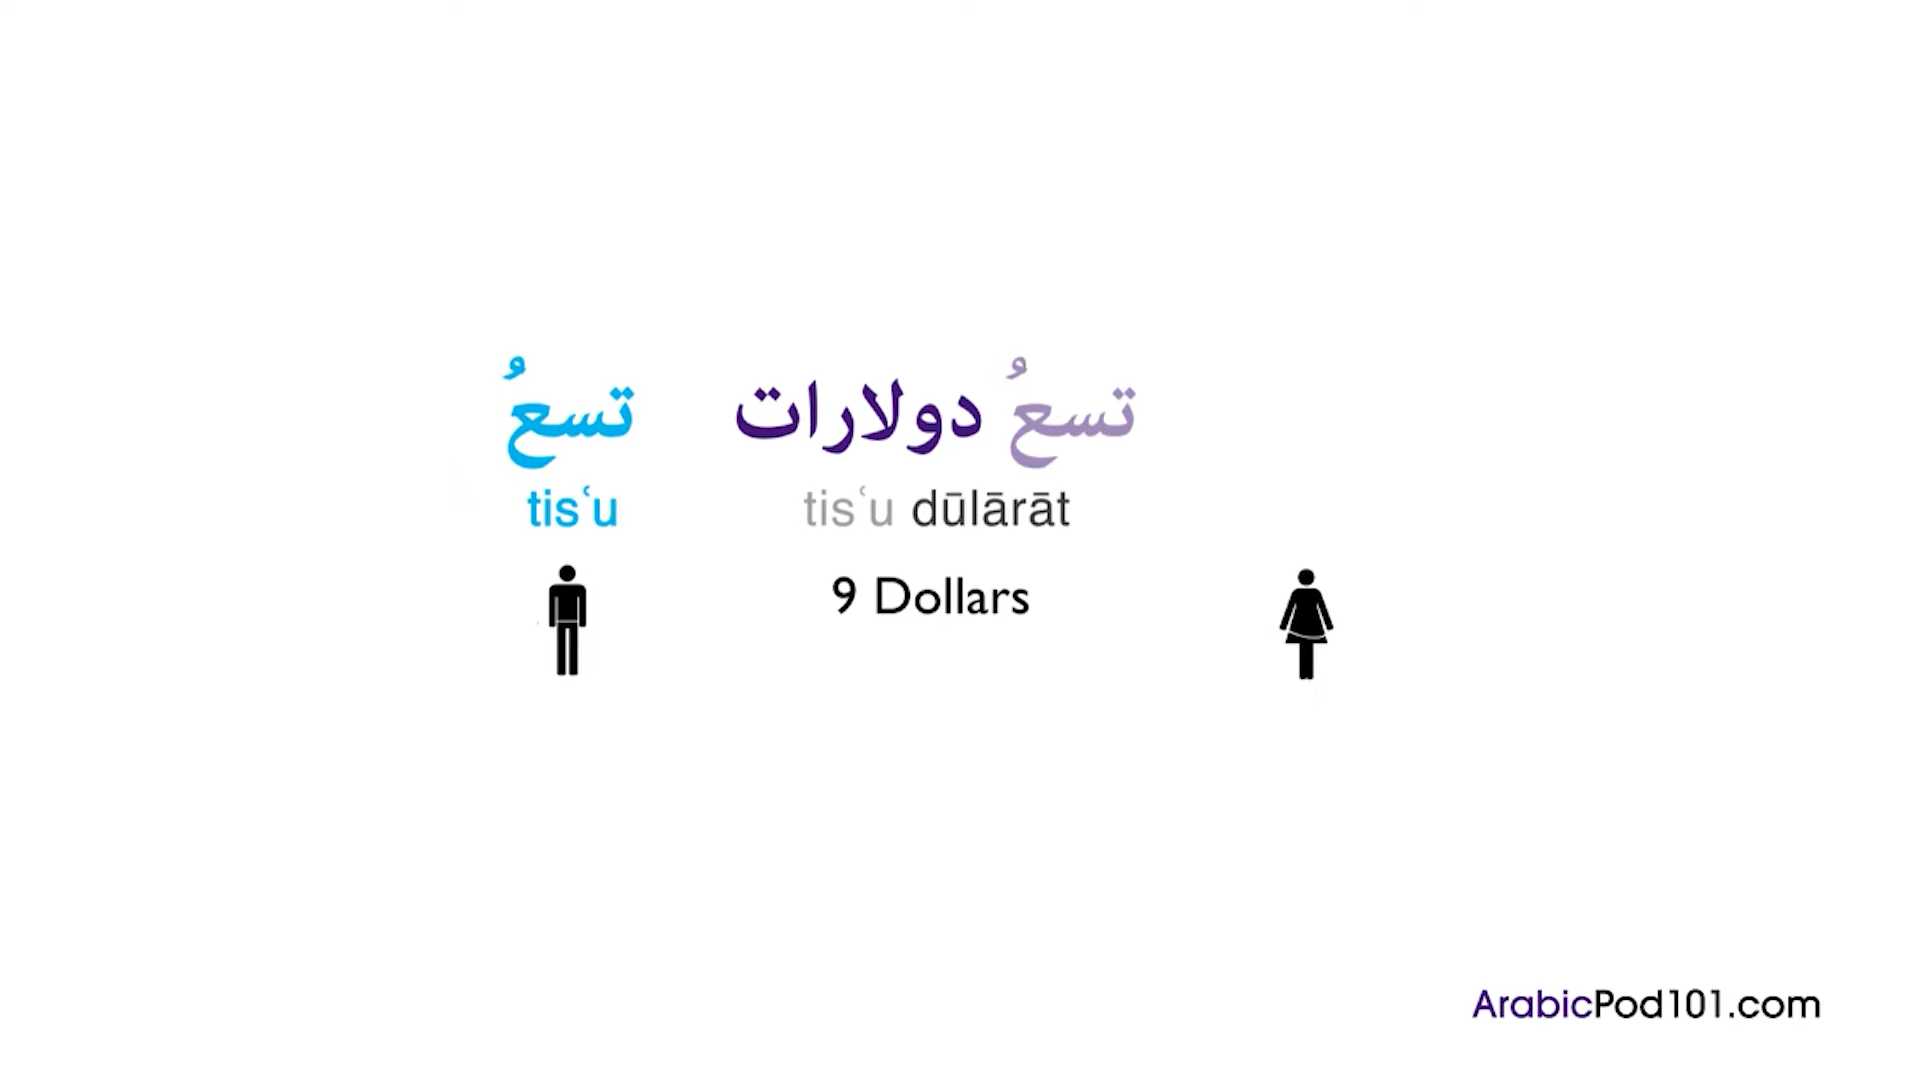 تسعُ
tisʿu
تسعُ دولارات
tisʿu dūlārāt
9 Dollars
ArabicPod101.com